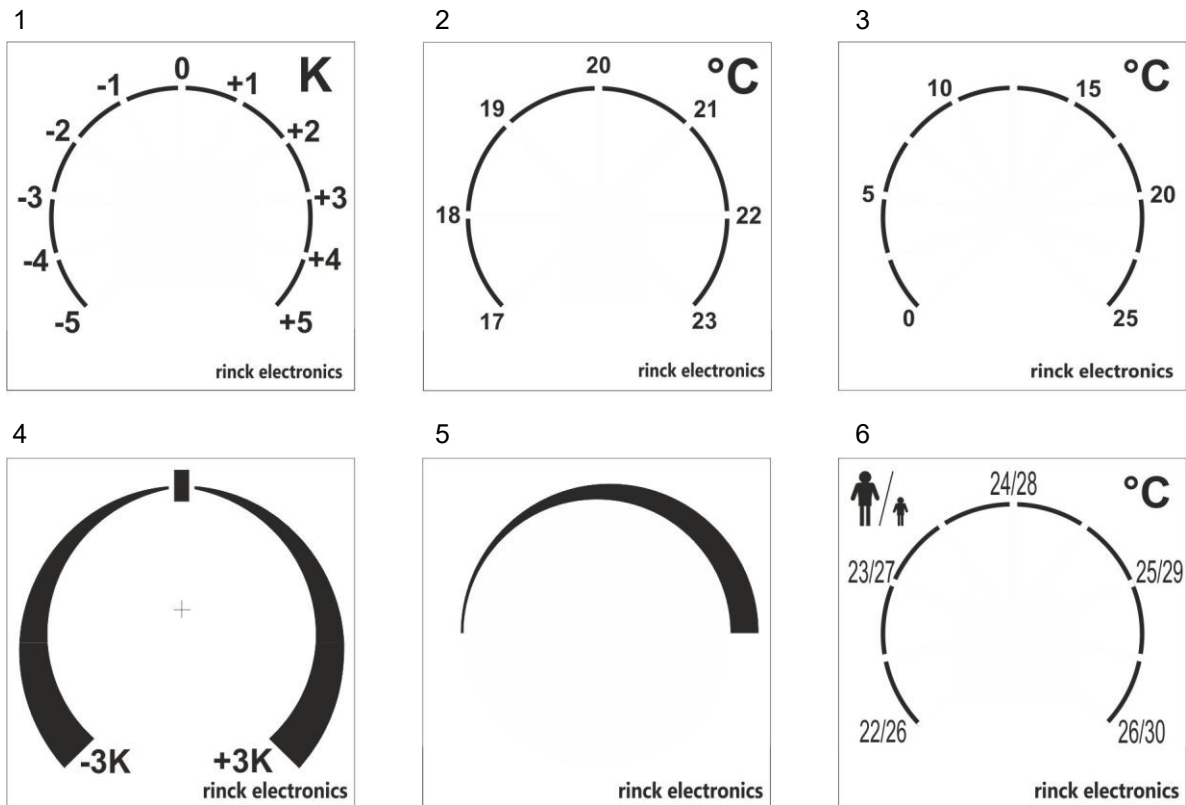 1
2
3
0
K
-1
+1
-2
+2
-3
+3
-4
+4
-5
+5
rinck electronics
20
°C
19
21
18
22
17
23
rinck electronics
°C
10
15
5
20
0
25
rinck electronics
4
5
6
-3K
+3K
rinck electronics
rinck electronics
24/28
°C
23/27
25/29
22/26
26/30
rinck electronics